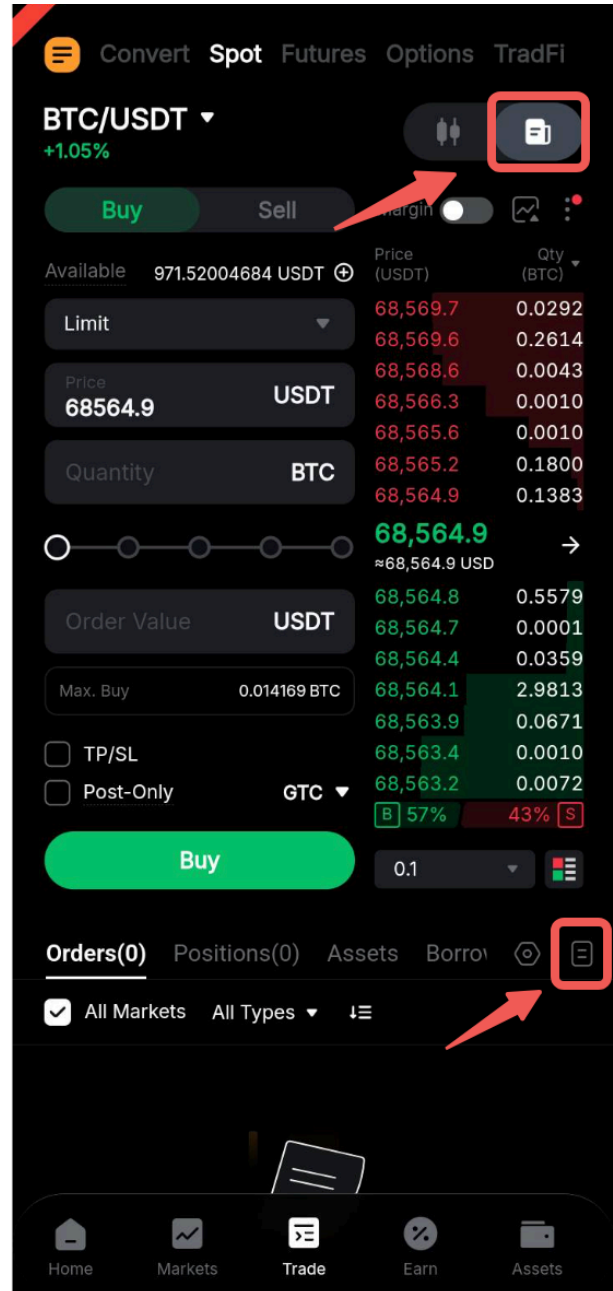 Convert Spot Futures Options TradFi
BTC/USDT
+1.05%
Buy Sell
Margin
Available 971.52004684 USDT
Price (USDT) Qty (BTC)
Limit
Price
68564.9 USDT
Quantity BTC
Order Value USDT
Max. Buy 0.014169 BTC
TP/SL
Post-Only GTC
Buy
68,569.7 0.0292
68,569.6 0.2614
68,568.6 0.0043
68,566.3 0.0010
68,565.6 0.0010
68,565.2 0.1800
68,564.9 0.1383
68,564.9
≈68,564.9 USD
68,564.8 0.5579
68,564.7 0.0001
68,564.4 0.0359
68,564.1 2.9813
68,563.9 0.0671
68,563.4 0.0010
68,563.2 0.0072
B 57% 43% S
0.1
Orders(0) Positions(0) Assets Borro
All Markets All Types
Home Markets Trade Earn Assets